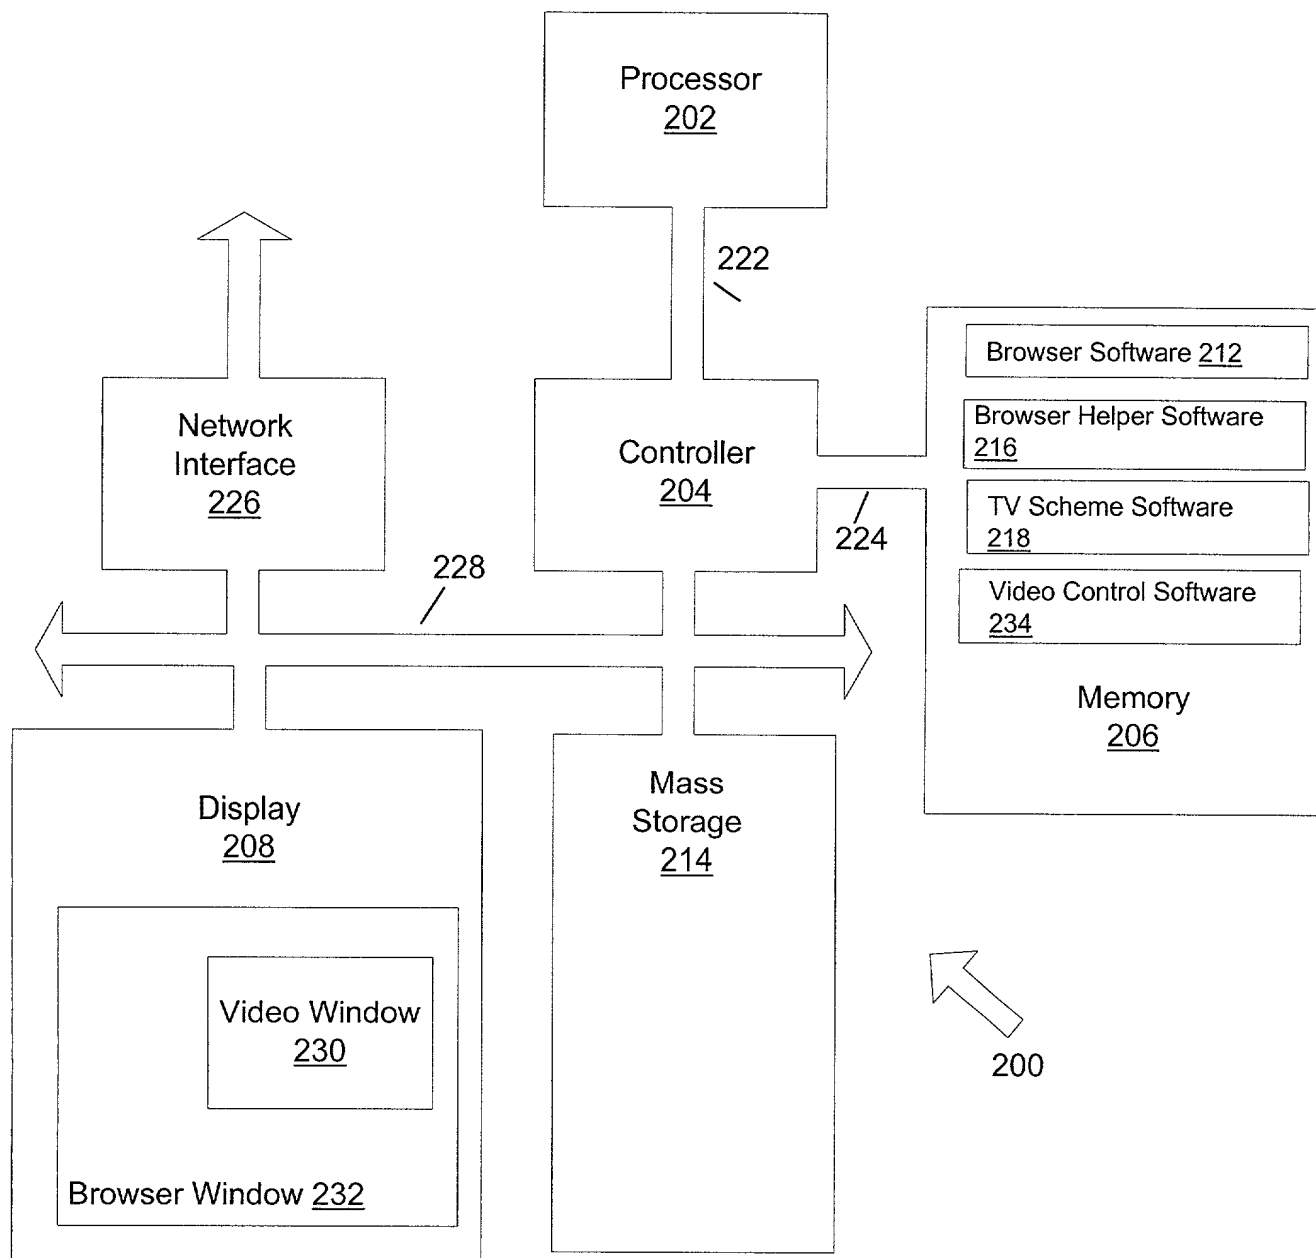 Processor
202
222
Browser Software 212
Browser Helper Software
216
TV Scheme Software
218
Video Control Software
234
Memory
206
Network
Interface
226
Controller
204
224
228
Display
208
Mass
Storage
214
Video Window
230
Browser Window 232
200